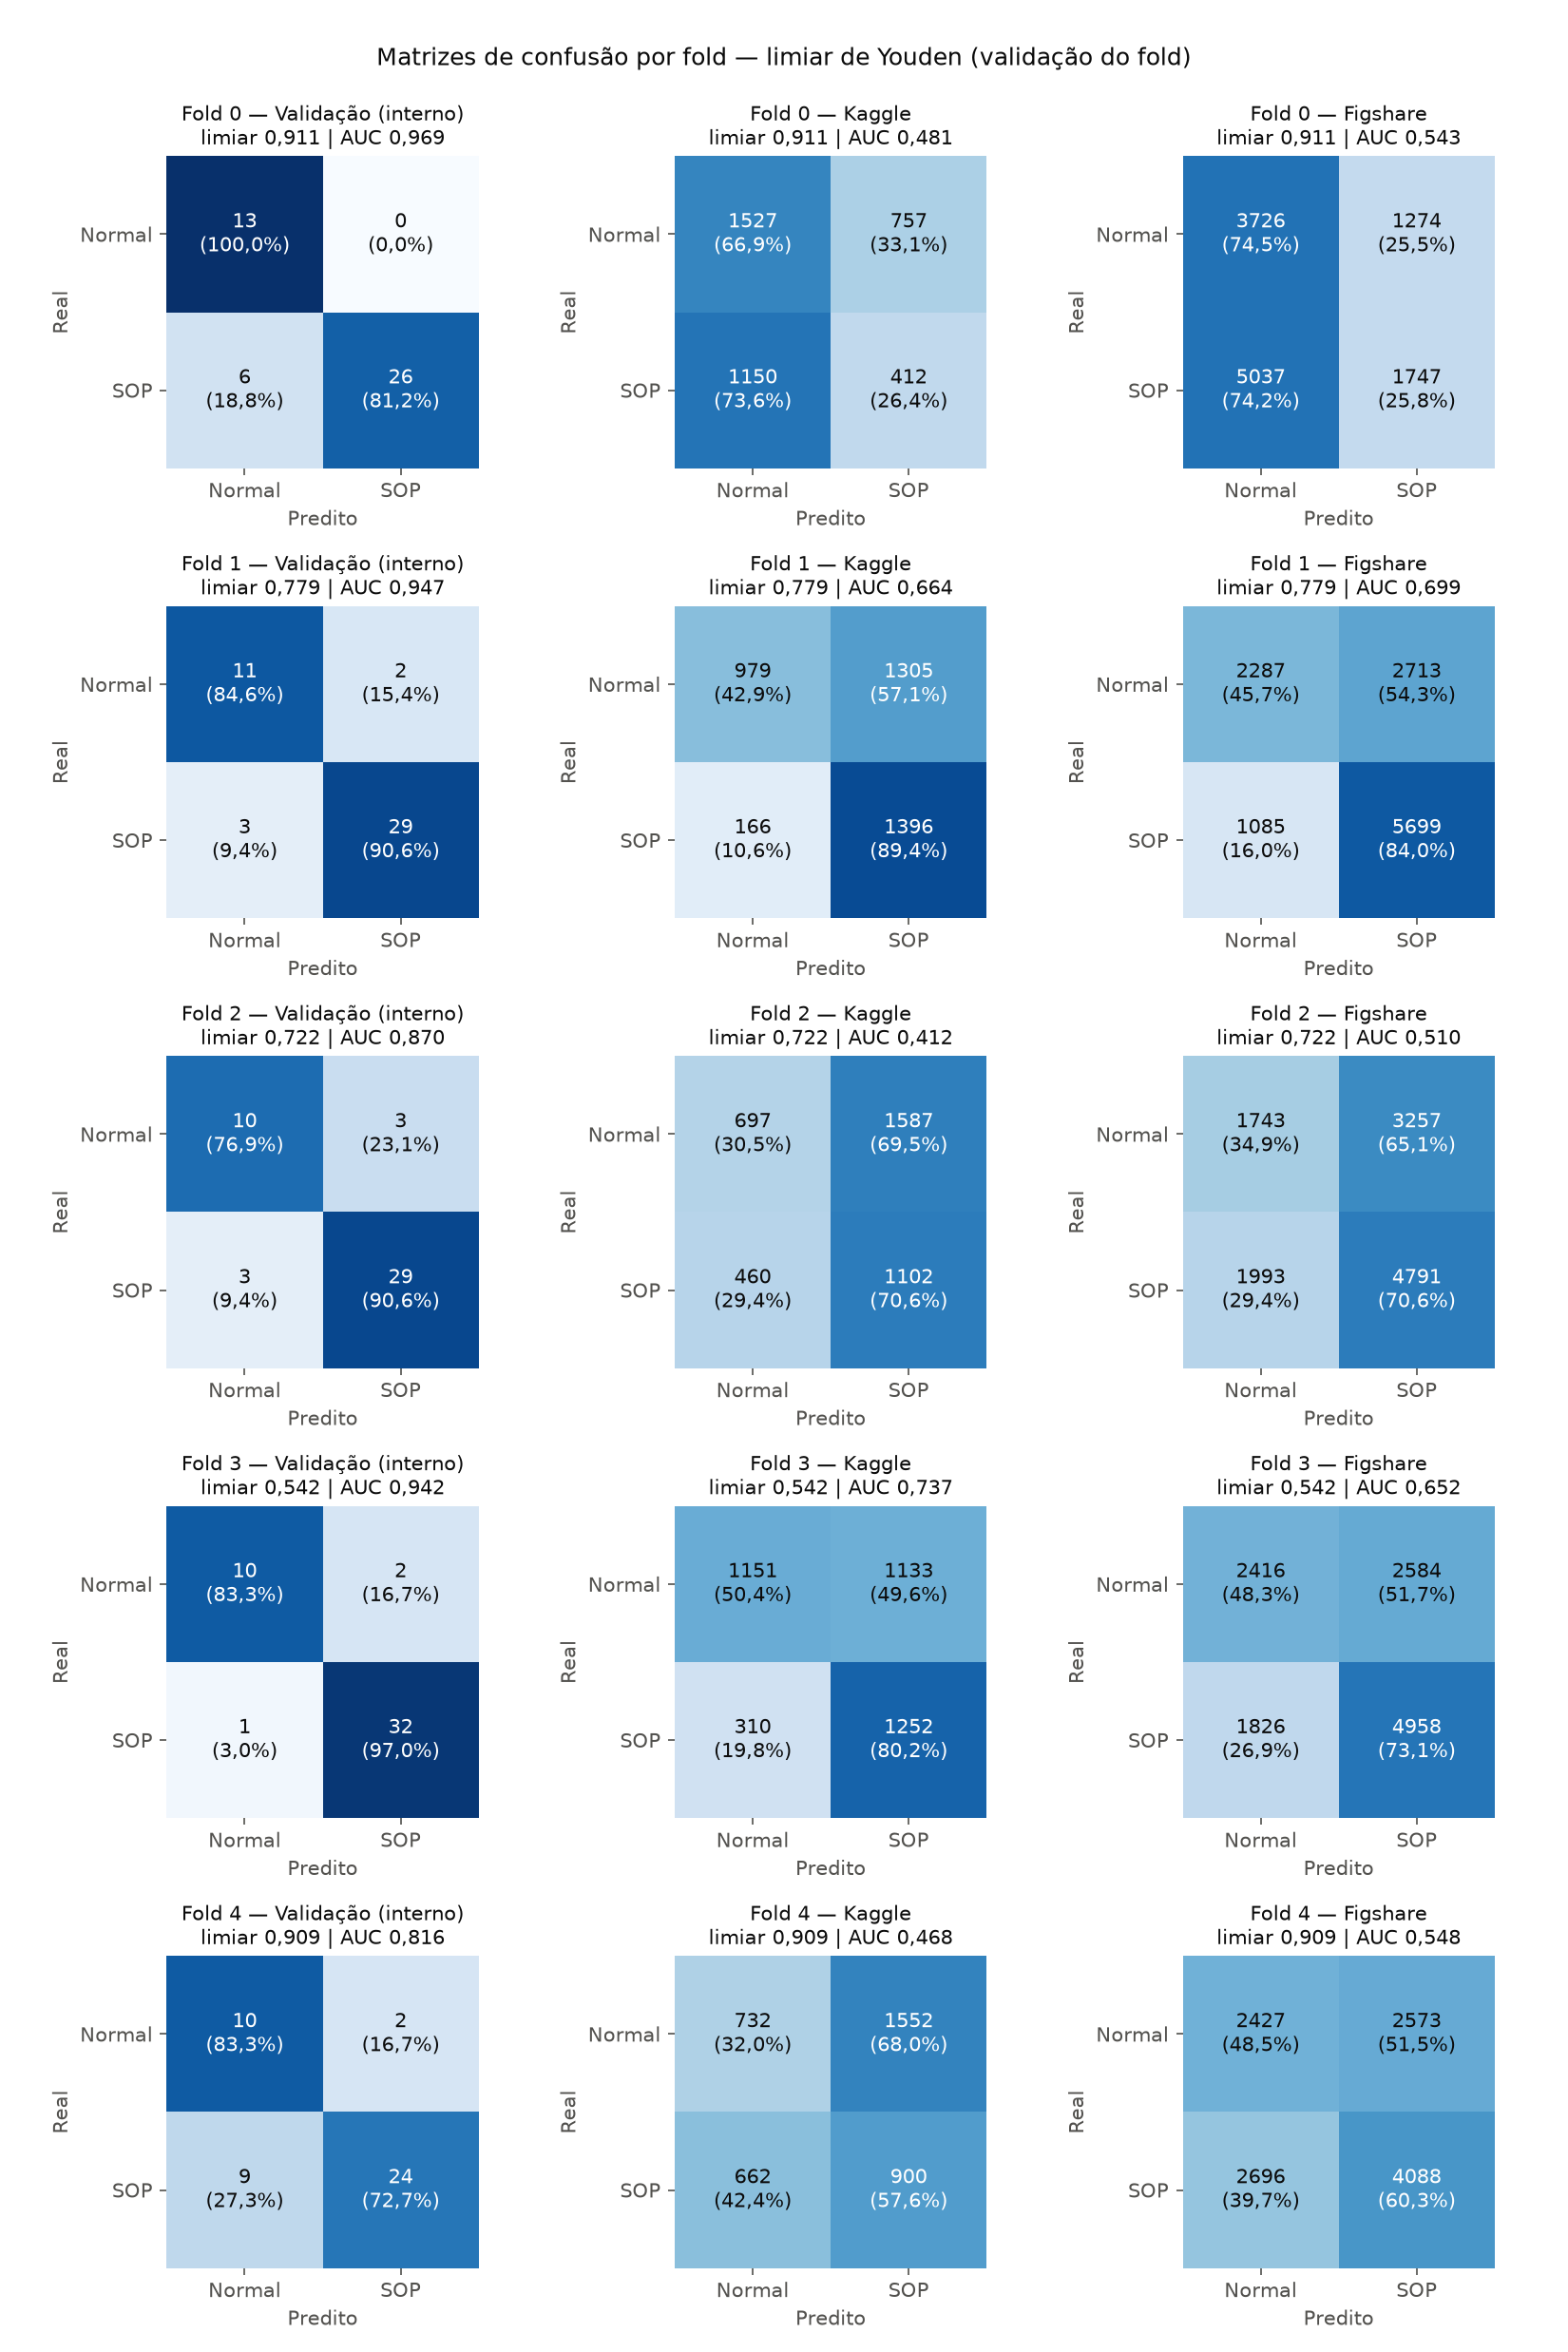 Matrizes de confusão por fold — limiar de Youden (validação do fold)
Fold 0 — Validação (interno)
limiar 0,911 | AUC 0,969
Normal
13
(100,0%)
0
(0,0%)
Real
SOP
6
(18,8%)
26
(81,2%)
Normal
SOP
Predito
Fold 0 — Kaggle
limiar 0,911 | AUC 0,481
Normal
1527
(66,9%)
757
(33,1%)
Real
SOP
1150
(73,6%)
412
(26,4%)
Normal
SOP
Predito
Fold 0 — Figshare
limiar 0,911 | AUC 0,543
Normal
3726
(74,5%)
1274
(25,5%)
Real
SOP
5037
(74,2%)
1747
(25,8%)
Normal
SOP
Predito
Fold 1 — Validação (interno)
limiar 0,779 | AUC 0,947
Normal
11
(84,6%)
2
(15,4%)
Real
SOP
3
(9,4%)
29
(90,6%)
Normal
SOP
Predito
Fold 1 — Kaggle
limiar 0,779 | AUC 0,664
Normal
979
(42,9%)
1305
(57,1%)
Real
SOP
166
(10,6%)
1396
(89,4%)
Normal
SOP
Predito
Fold 1 — Figshare
limiar 0,779 | AUC 0,699
Normal
2287
(45,7%)
2713
(54,3%)
Real
SOP
1085
(16,0%)
5699
(84,0%)
Normal
SOP
Predito
Fold 2 — Validação (interno)
limiar 0,722 | AUC 0,870
Normal
10
(76,9%)
3
(23,1%)
Real
SOP
3
(9,4%)
29
(90,6%)
Normal
SOP
Predito
Fold 2 — Kaggle
limiar 0,722 | AUC 0,412
Normal
697
(30,5%)
1587
(69,5%)
Real
SOP
460
(29,4%)
1102
(70,6%)
Normal
SOP
Predito
Fold 2 — Figshare
limiar 0,722 | AUC 0,510
Normal
1743
(34,9%)
3257
(65,1%)
Real
SOP
1993
(29,4%)
4791
(70,6%)
Normal
SOP
Predito
Fold 3 — Validação (interno)
limiar 0,542 | AUC 0,942
Normal
10
(83,3%)
2
(16,7%)
Real
SOP
1
(3,0%)
32
(97,0%)
Normal
SOP
Predito
Fold 3 — Kaggle
limiar 0,542 | AUC 0,737
Normal
1151
(50,4%)
1133
(49,6%)
Real
SOP
310
(19,8%)
1252
(80,2%)
Normal
SOP
Predito
Fold 3 — Figshare
limiar 0,542 | AUC 0,652
Normal
2416
(48,3%)
2584
(51,7%)
Real
SOP
1826
(26,9%)
4958
(73,1%)
Normal
SOP
Predito
Fold 4 — Validação (interno)
limiar 0,909 | AUC 0,816
Normal
10
(83,3%)
2
(16,7%)
Real
SOP
9
(27,3%)
24
(72,7%)
Normal
SOP
Predito
Fold 4 — Kaggle
limiar 0,909 | AUC 0,468
Normal
732
(32,0%)
1552
(68,0%)
Real
SOP
662
(42,4%)
900
(57,6%)
Normal
SOP
Predito
Fold 4 — Figshare
limiar 0,909 | AUC 0,548
Normal
2427
(48,5%)
2573
(51,5%)
Real
SOP
2696
(39,7%)
4088
(60,3%)
Normal
SOP
Predito